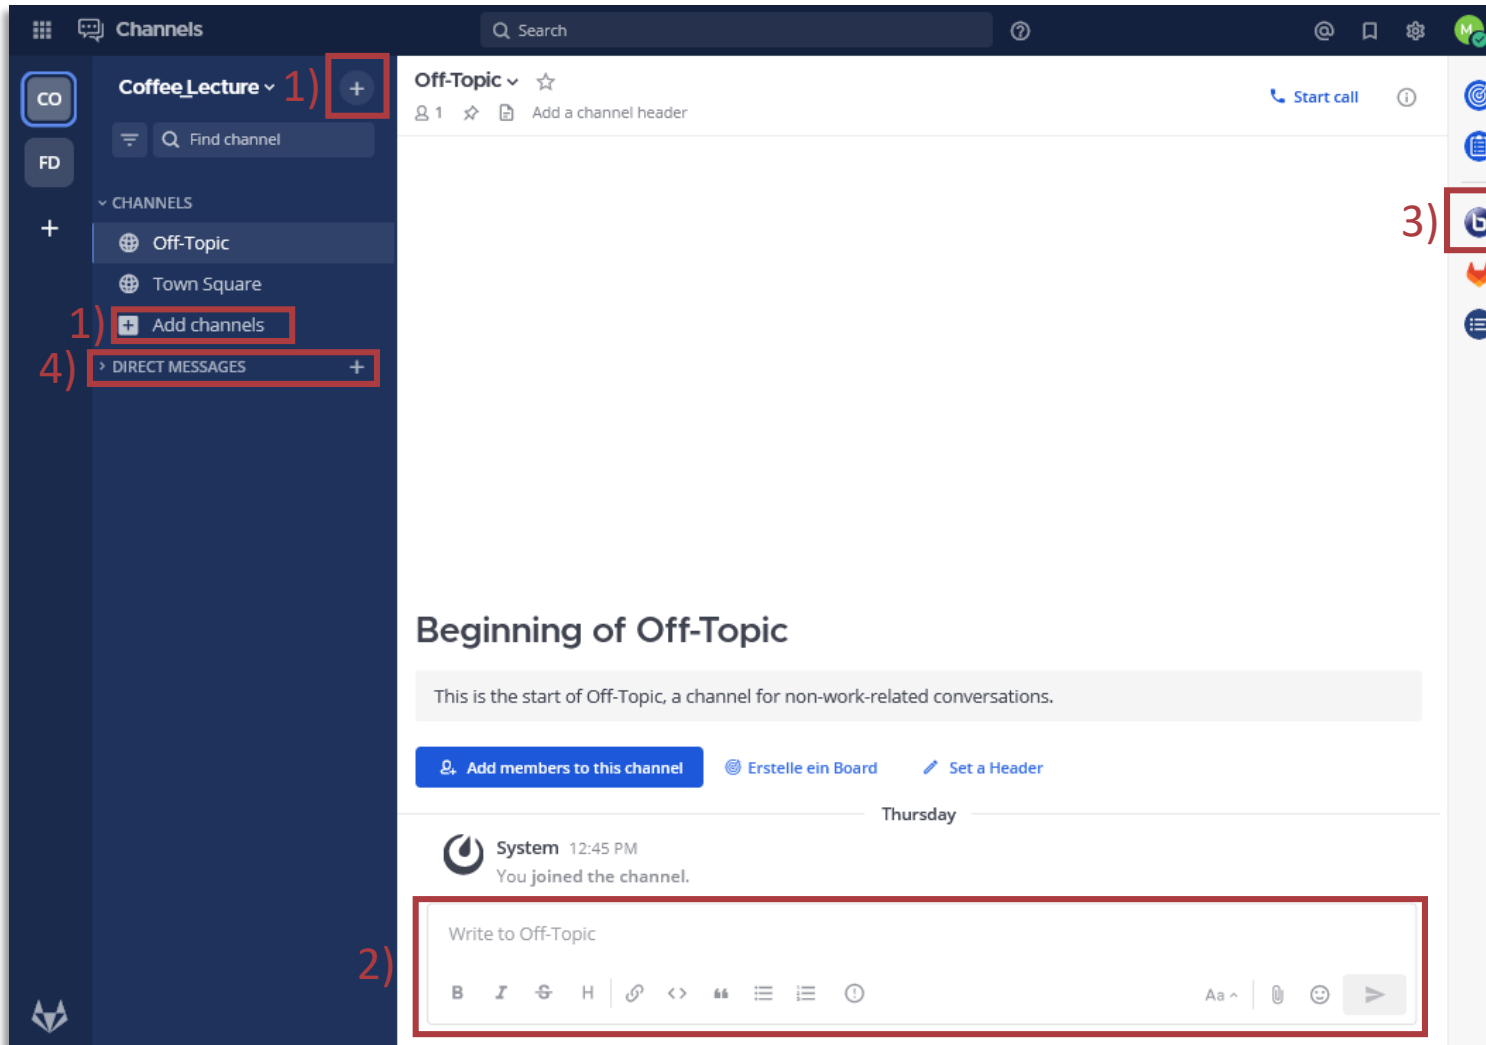 Channels
Search
M
CO
FD
Coffee_Lecture
1)
Find channel
CHANNELS
Off-Topic
Town Square
1)
Add channels
4)
DIRECT MESSAGES
Off-Topic
1
Add a channel header
Start call
3)
b
Beginning of Off-Topic
This is the start of Off-Topic, a channel for non-work-related conversations.
Add members to this channel
Erstelle ein Board
Set a Header
Thursday
System 12:45 PM
You joined the channel.
2)
Write to Off-Topic
B I S H
Aa